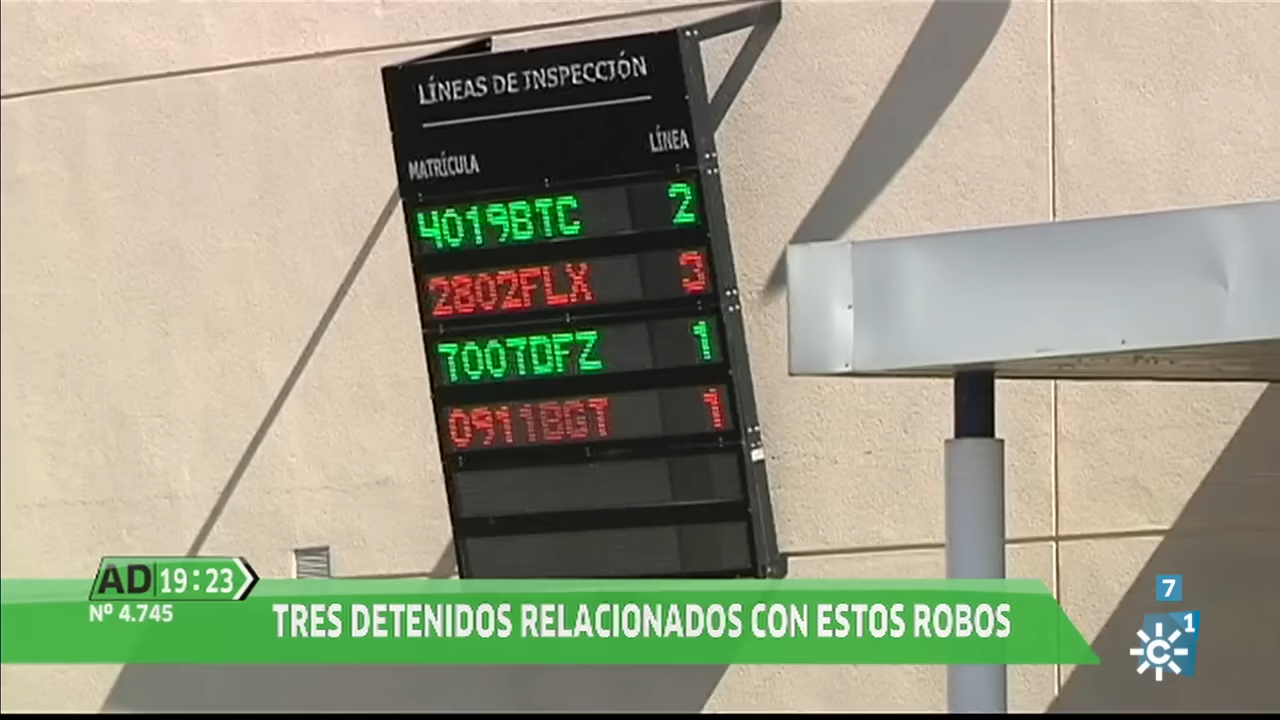 LÍNEAS DE INSPECCIÓN
MATRÍCULA LÍNEA
4019BTC 2
2802FLX 3
7007DFZ 1
1
AD 19:23
Nº 4.745
TRES DETENIDOS RELACIONADOS CON ESTOS ROBOS
7
1
C